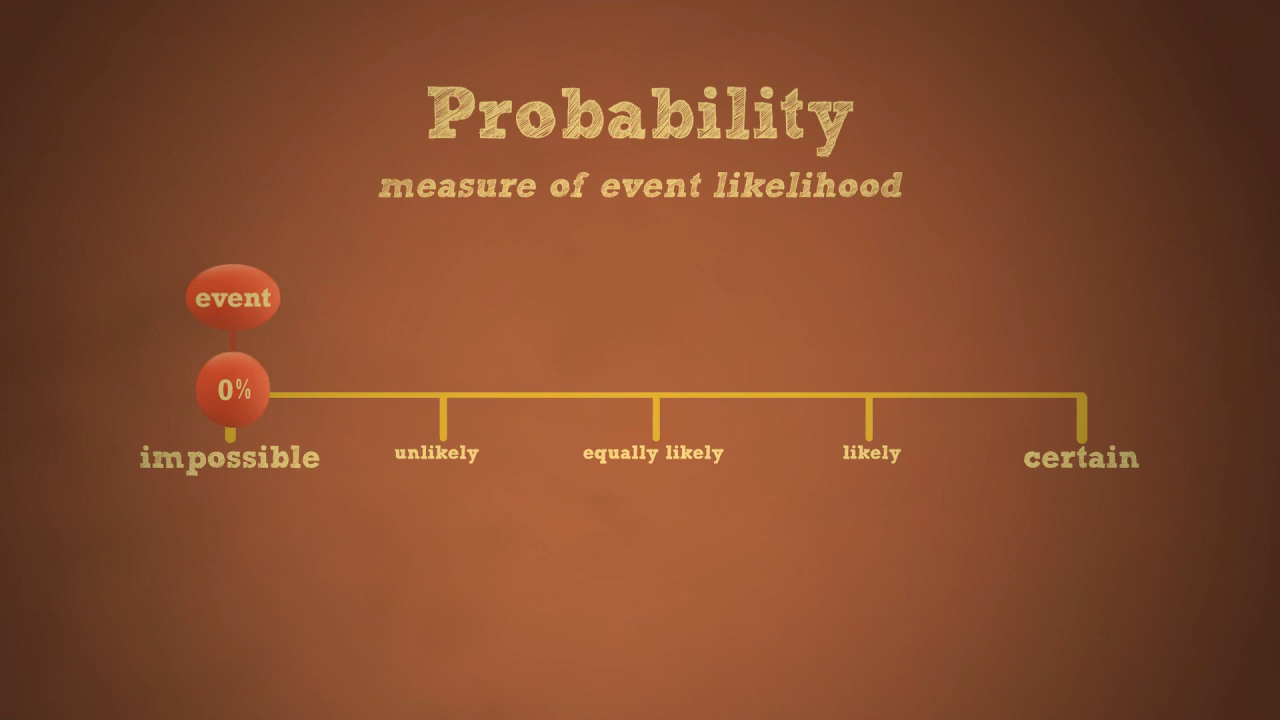 Probability
measure of event likelihood
event
0%
impossible unlikely equally likely likely certain